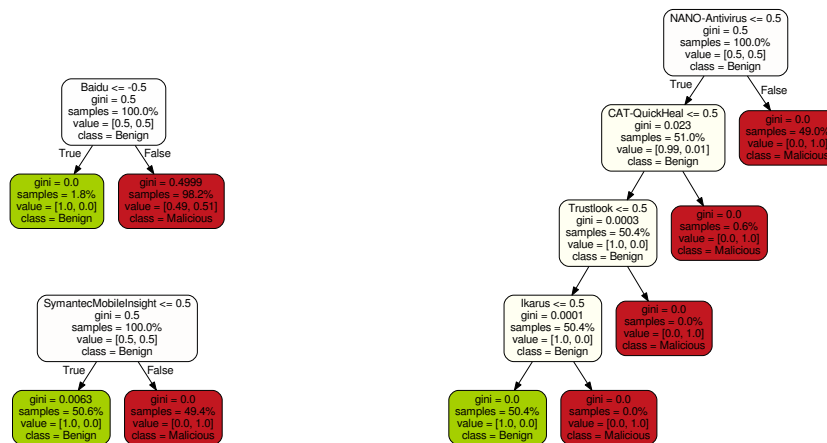 Baidu <= -0.5
gini = 0.5
samples = 100.0%
value = [0.5, 0.5]
class = Benign
True
False
gini = 0.0
samples = 1.8%
value = [1.0, 0.0]
class = Benign
gini = 0.4999
samples = 98.2%
value = [0.49, 0.51]
class = Malicious
SymantecMobileInsight <= 0.5
gini = 0.5
samples = 100.0%
value = [0.5, 0.5]
class = Benign
True
False
gini = 0.0063
samples = 50.6%
value = [1.0, 0.0]
class = Benign
gini = 0.0
samples = 49.4%
value = [0.0, 1.0]
class = Malicious
NANO-Antivirus <= 0.5
gini = 0.5
samples = 100.0%
value = [0.5, 0.5]
class = Benign
True
False
CAT-QuickHeal <= 0.5
gini = 0.023
samples = 51.0%
value = [0.99, 0.01]
class = Benign
gini = 0.0
samples = 49.0%
value = [0.0, 1.0]
class = Malicious
Trustlook <= 0.5
gini = 0.0003
samples = 50.4%
value = [1.0, 0.0]
class = Benign
gini = 0.0
samples = 0.6%
value = [0.0, 1.0]
class = Malicious
Ikarus <= 0.5
gini = 0.0001
samples = 50.4%
value = [1.0, 0.0]
class = Benign
gini = 0.0
samples = 0.0%
value = [0.0, 1.0]
class = Malicious
gini = 0.0
samples = 50.4%
value = [1.0, 0.0]
class = Benign
gini = 0.0
samples = 0.0%
value = [0.0, 1.0]
class = Malicious